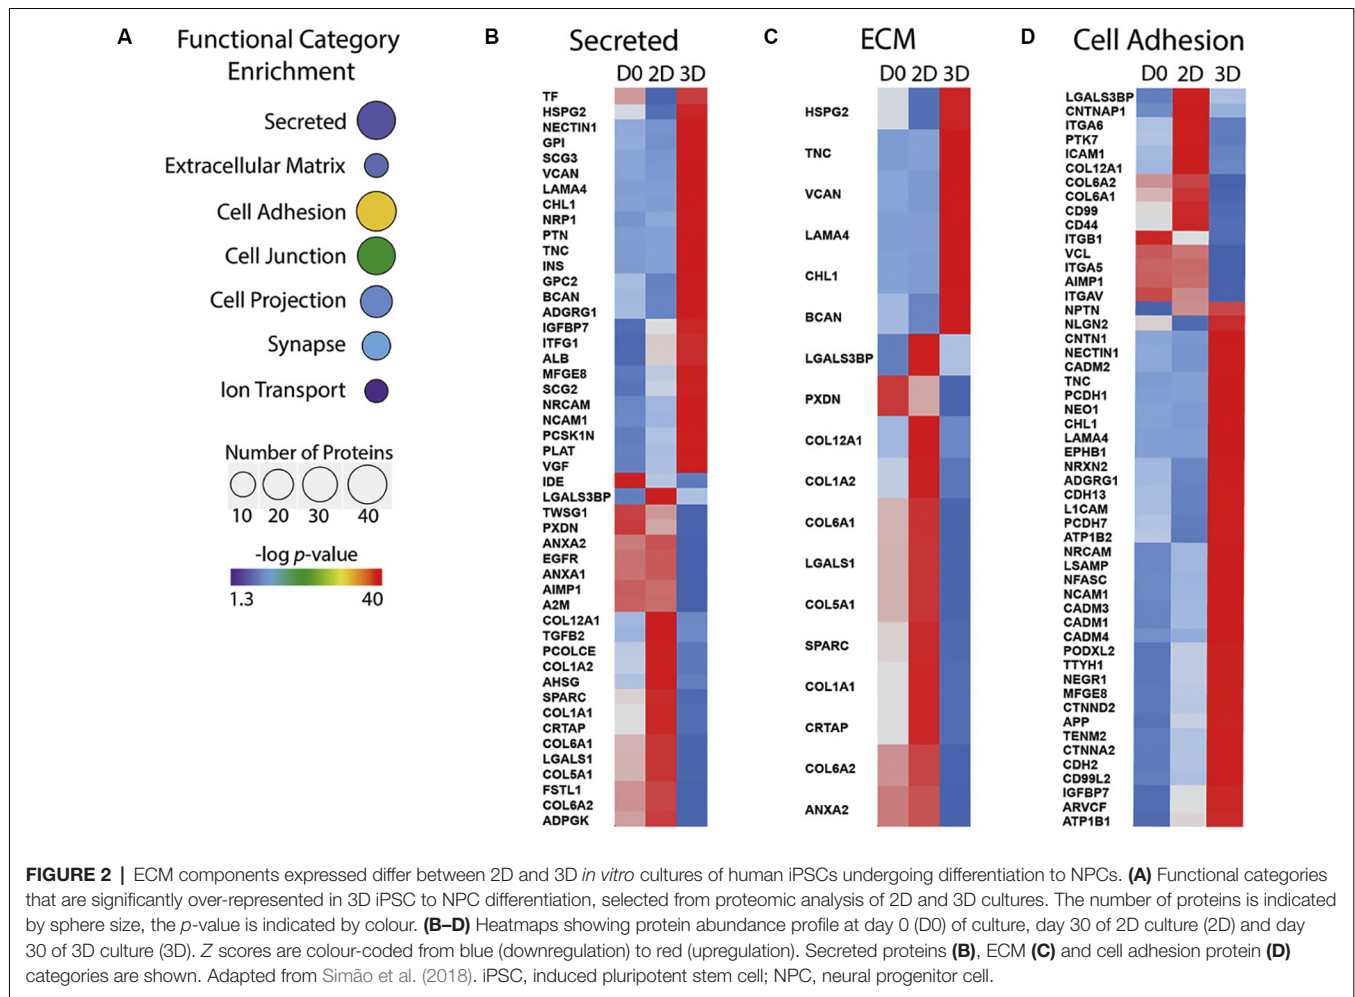 A Functional Category
Enrichment
Secreted
Extracellular Matrix
Cell Adhesion
Cell Junction
Cell Projection
Synapse
Ion Transport
Number of Proteins
10 20 30 40
-log p-value
1.3 40
B Secreted
D0 2D 3D
TF
HSPG2
NECTIN1
GPI
SCG3
VCAN
LAMA4
CHL1
NRP1
PTN
TNC
INS
GPC2
BCAN
ADGRG1
IGFBP7
ITFG1
ALB
MFGE8
SCG2
NRCAM
NCAM1
PCSK1N
PLAT
VGF
IDE
LGALS3BP
TWSG1
PXDN
ANXA2
EGFR
ANXA1
AIMP1
A2M
COL12A1
TGFB2
PCOLCE
COL1A2
AHSG
SPARC
COL1A1
CRTAP
COL6A1
LGALS1
COL5A1
FSTL1
COL6A2
ADPGK
C ECM
D0 2D 3D
HSPG2
TNC
VCAN
LAMA4
CHL1
BCAN
LGALS3BP
PXDN
COL12A1
COL1A2
COL6A1
LGALS1
COL5A1
SPARC
COL1A1
CRTAP
COL6A2
ANXA2
D Cell Adhesion
D0 2D 3D
LGALS3BP
CNTNAP1
ITGA6
PTK7
ICAM1
COL12A1
COL6A2
COL6A1
CD99
CD44
ITGB1
VCL
ITGA5
AIMP1
ITGAV
NPTN
NLGN2
CNTN1
NECTIN1
CADM2
TNC
PCDH1
NEO1
CHL1
LAMA4
EPHB1
NRXN2
ADGRG1
CDH13
L1CAM
PCDH7
ATP1B2
NRCAM
LSAMP
NFASC
NCAM1
CADM3
CADM1
CADM4
PODXL2
TTYH1
NEGR1
MFGE8
CTNND2
APP
TENM2
CTNNA2
CDH2
CD99L2
IGFBP7
ARVCF
ATP1B1
FIGURE 2 | ECM components expressed differ between 2D and 3D in vitro cultures of human iPSCs undergoing differentiation to NPCs. (A) Functional categories
that are significantly over-represented in 3D iPSC to NPC differentiation, selected from proteomic analysis of 2D and 3D cultures. The number of proteins is indicated
by sphere size, the p-value is indicated by colour. (B–D) Heatmaps showing protein abundance profile at day 0 (D0) of culture, day 30 of 2D culture (2D) and day
30 of 3D culture (3D). Z scores are colour-coded from blue (downregulation) to red (upregulation). Secreted proteins (B), ECM (C) and cell adhesion protein (D)
categories are shown. Adapted from Simão et al. (2018). iPSC, induced pluripotent stem cell; NPC, neural progenitor cell.